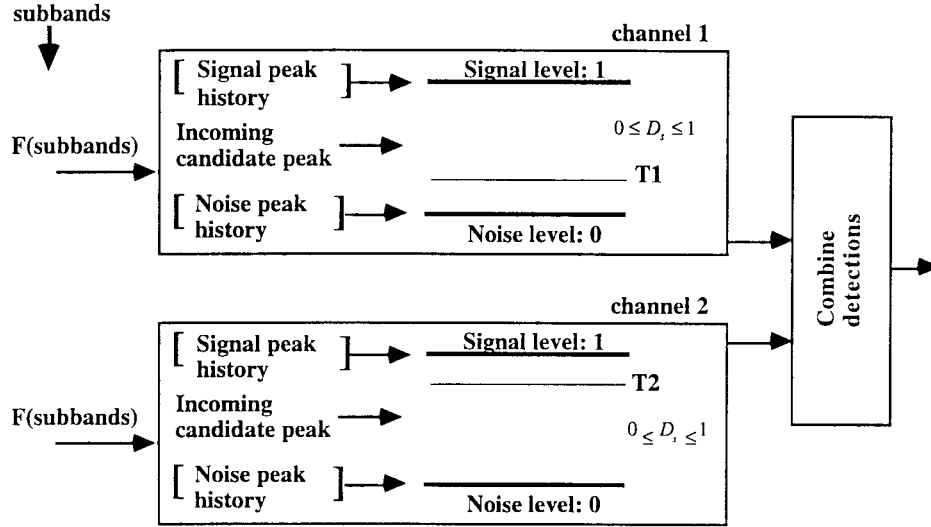 subbands
channel 1
[ Signal peak
history ]
Signal level: 1
F(subbands)
Incoming
candidate peak
0 ≤ D_s ≤ 1
T1
[ Noise peak
history ]
Noise level: 0
channel 2
[ Signal peak
history ]
Signal level: 1
T2
F(subbands)
Incoming
candidate peak
0 ≤ D_s ≤ 1
[ Noise peak
history ]
Noise level: 0
Combine
detections